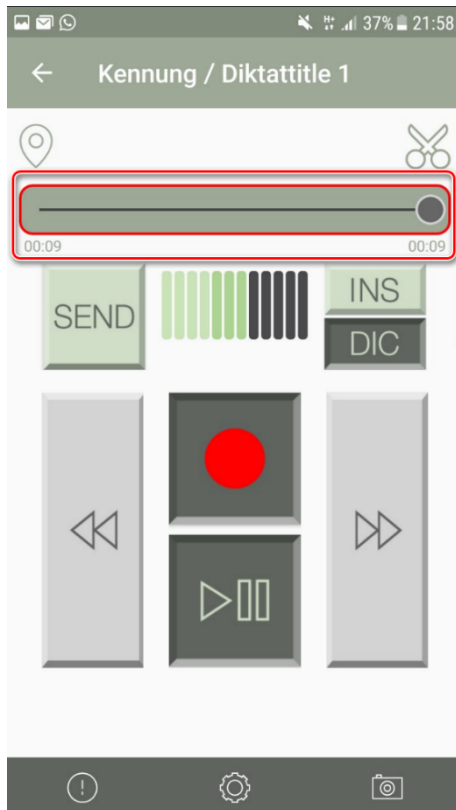 H+ 37% 21:58
Kennung / Diktattitle 1
00:09 00:09
SEND
INS
DIC